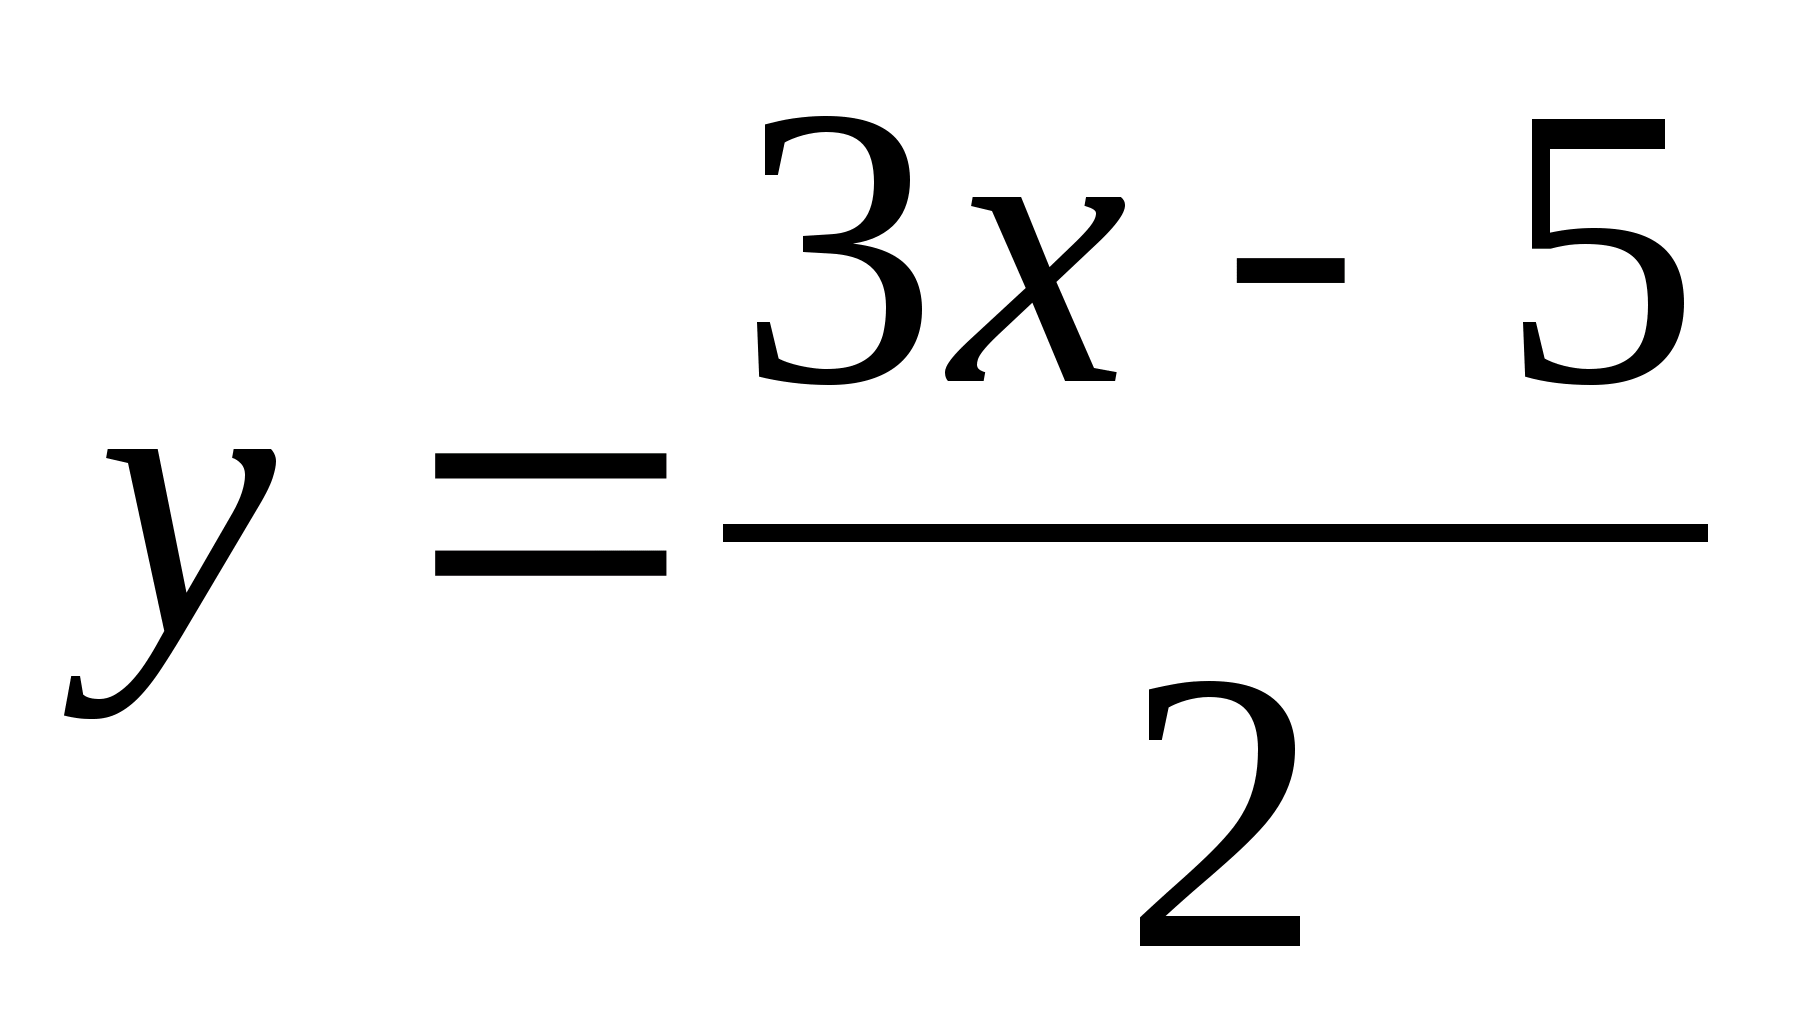 y = (3x - 5)/2